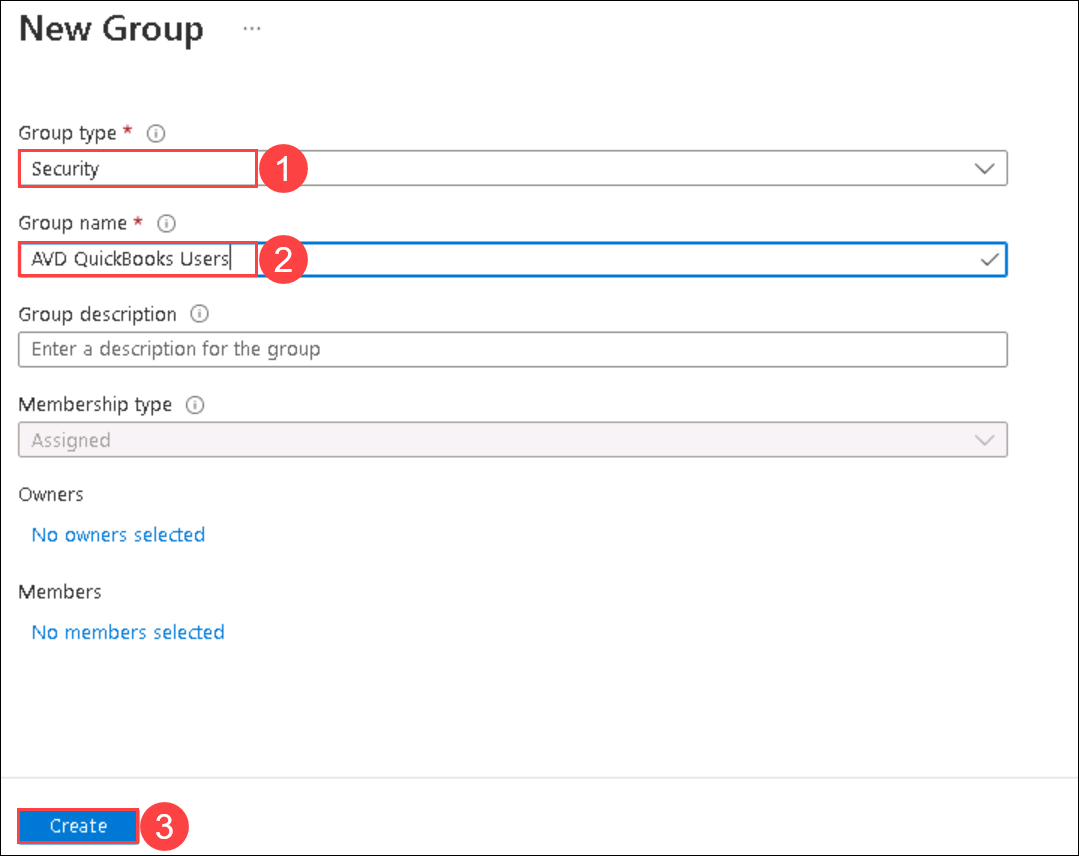 New Group ...
Group type *
Security
1
Group name *
AVD QuickBooks Users
2
Group description
Enter a description for the group
Membership type
Assigned
Owners
No owners selected
Members
No members selected
Create
3